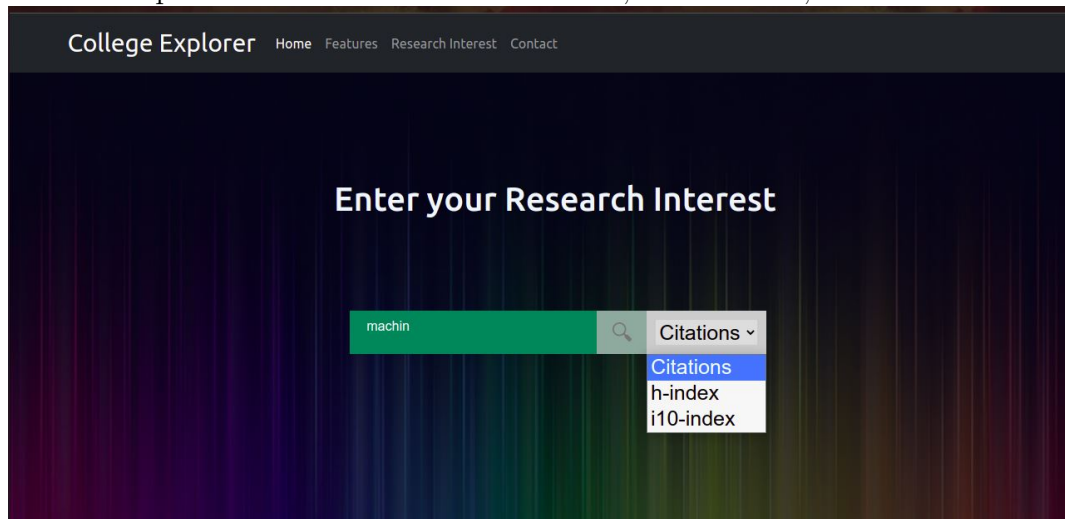 College Explorer Home Features Research Interest Contact
Enter your Research Interest
machin
Citations
Citations
h-index
i10-index